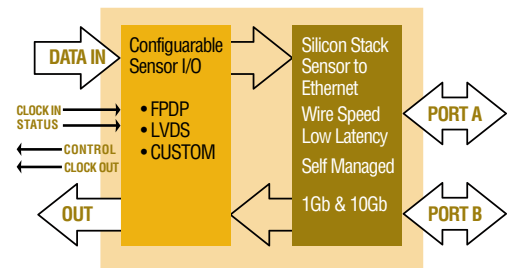 DATA IN
CLOCK IN
STATUS
CONTROL
CLOCK OUT
OUT
Configuarable
Sensor I/O
• FPDP
• LVDS
• CUSTOM
Silicon Stack
Sensor to
Ethernet
Wire Speed
Low Latency
Self Managed
1Gb & 10Gb
PORT A
PORT B